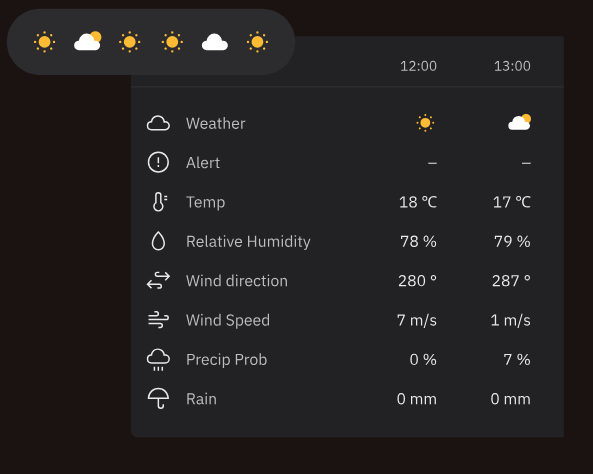 12:00 13:00
Weather
Alert – –
Temp 18 °C 17 °C
Relative Humidity 78 % 79 %
Wind direction 280 ° 287 °
Wind Speed 7 m/s 1 m/s
Precip Prob 0 % 7 %
Rain 0 mm 0 mm